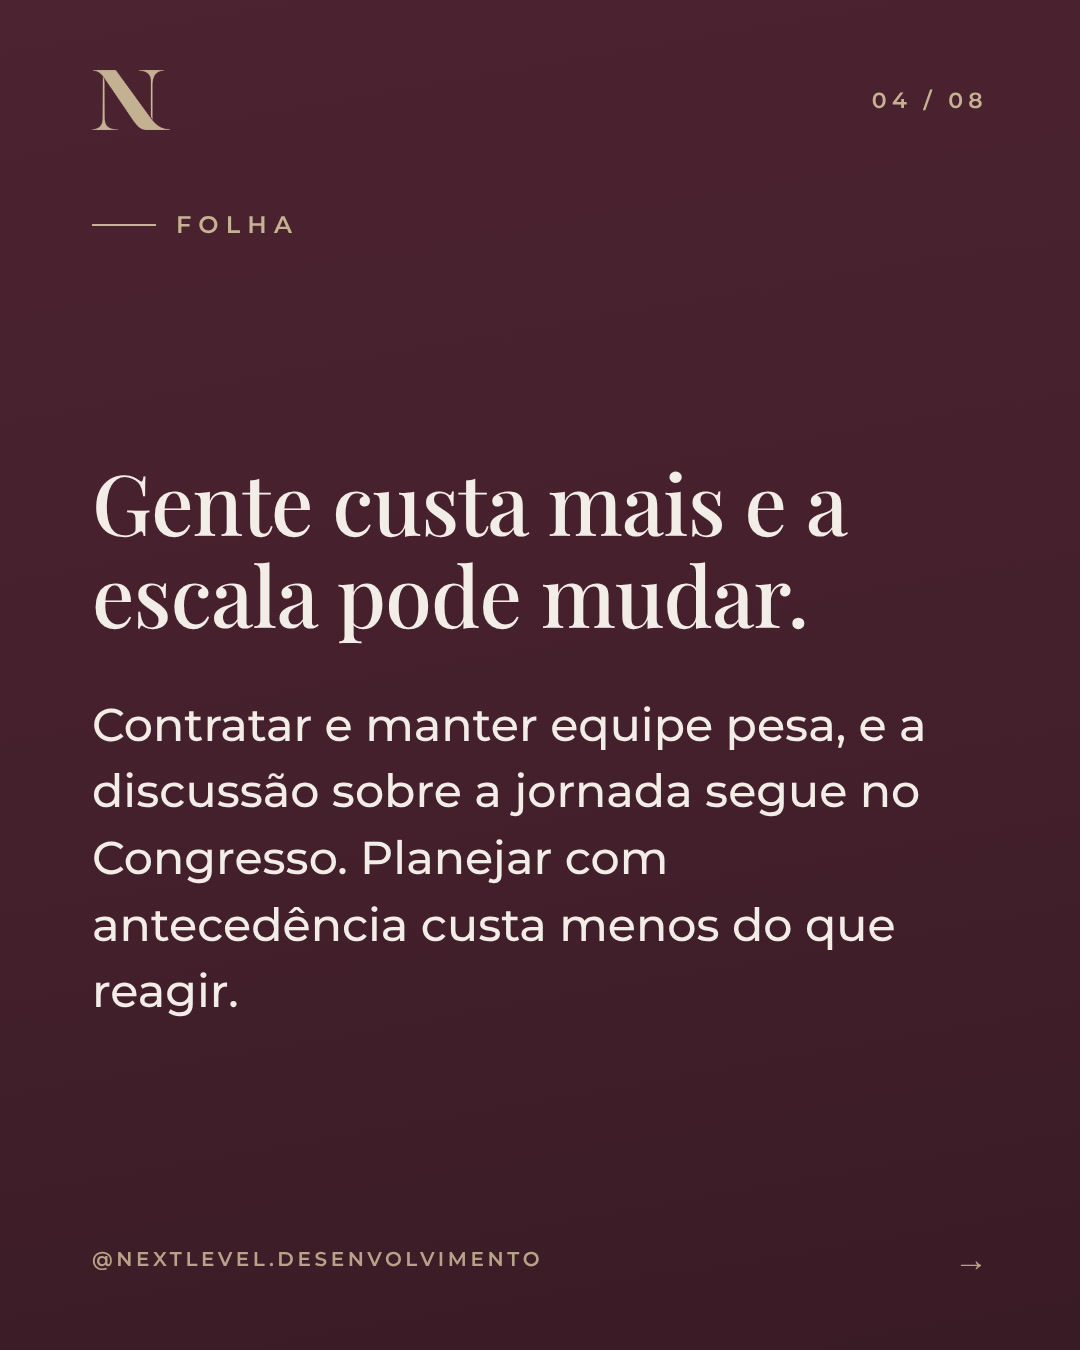 N
04 / 08
FOLHA
Gente custa mais e a
escala pode mudar.
Contratar e manter equipe pesa, e a
discussão sobre a jornada segue no
Congresso. Planejar com
antecedência custa menos do que
reagir.
@NEXTLEVEL.DESENVOLVIMENTO
→